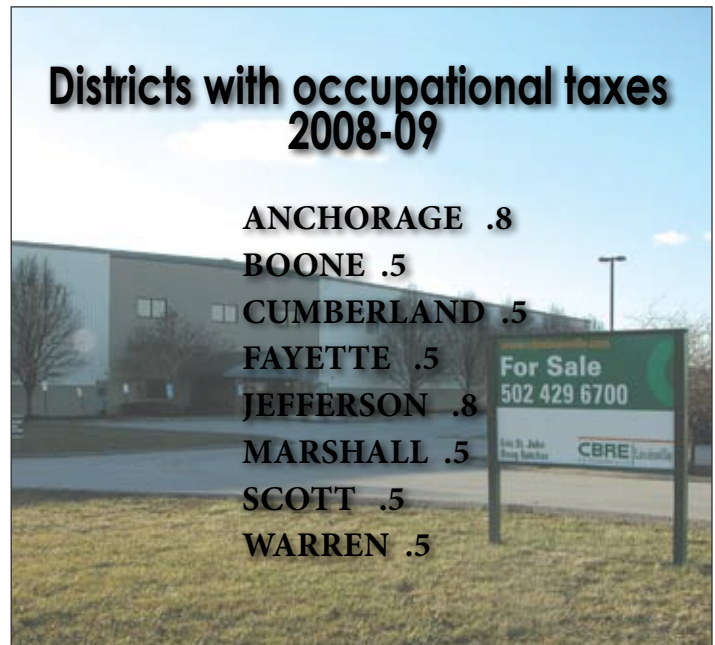 Districts with occupational taxes
2008-09
ANCHORAGE .8
BOONE .5
CUMBERLAND .5
FAYETTE .5
JEFFERSON .8
MARSHALL .5
SCOTT .5
WARREN .5
For Sale
502 429 6700
CBRE